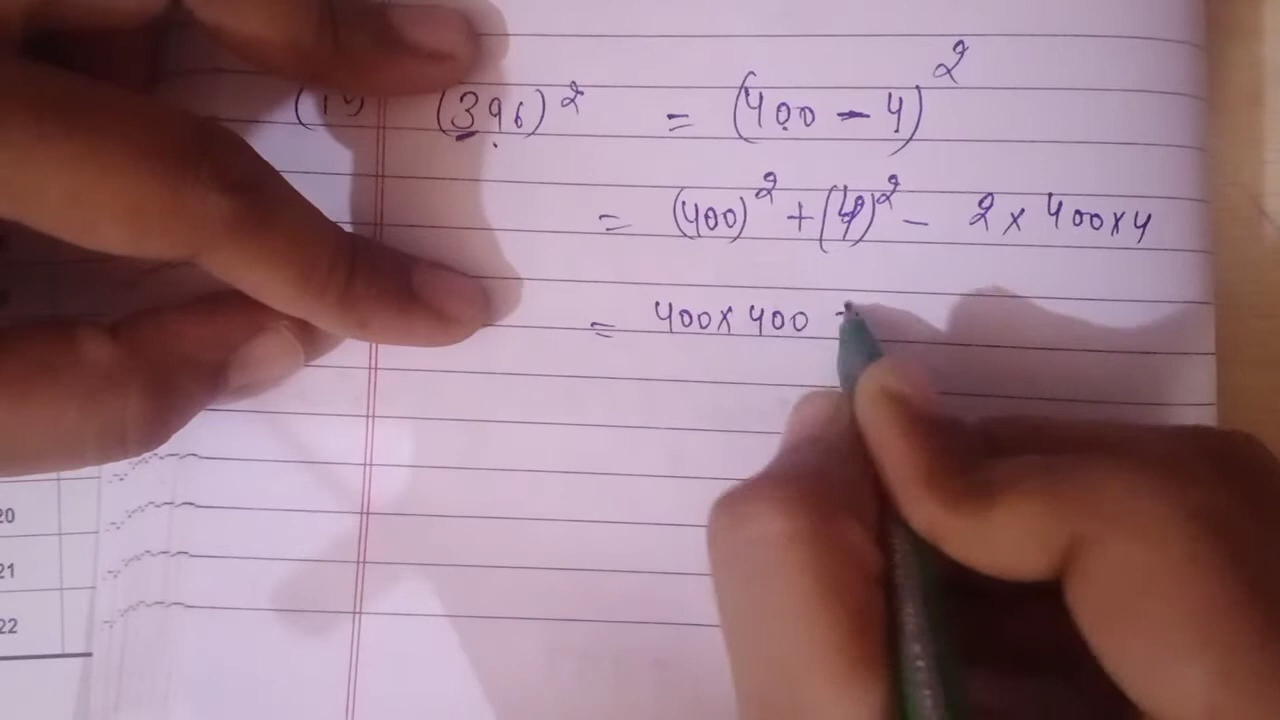 (396)² = (400 - 4)²
= (400)² + (4)² - 2 × 400 × 4
= 400 × 400
20
21
22